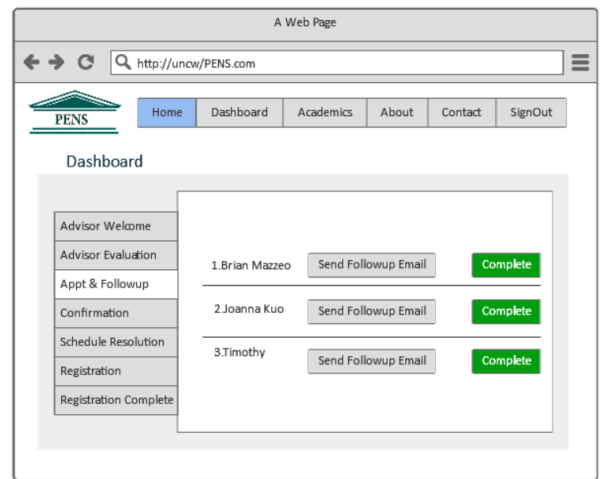 A Web Page
http://uncw/PENS.com
PENS
Home Dashboard Academics About Contact SignOut
Dashboard
Advisor Welcome
Advisor Evaluation
Appt & Followup
Confirmation
Schedule Resolution
Registration
Registration Complete
1.Brian Mazzeo Send Followup Email Complete
2.Joanna Kuo Send Followup Email Complete
3.Timothy Send Followup Email Complete